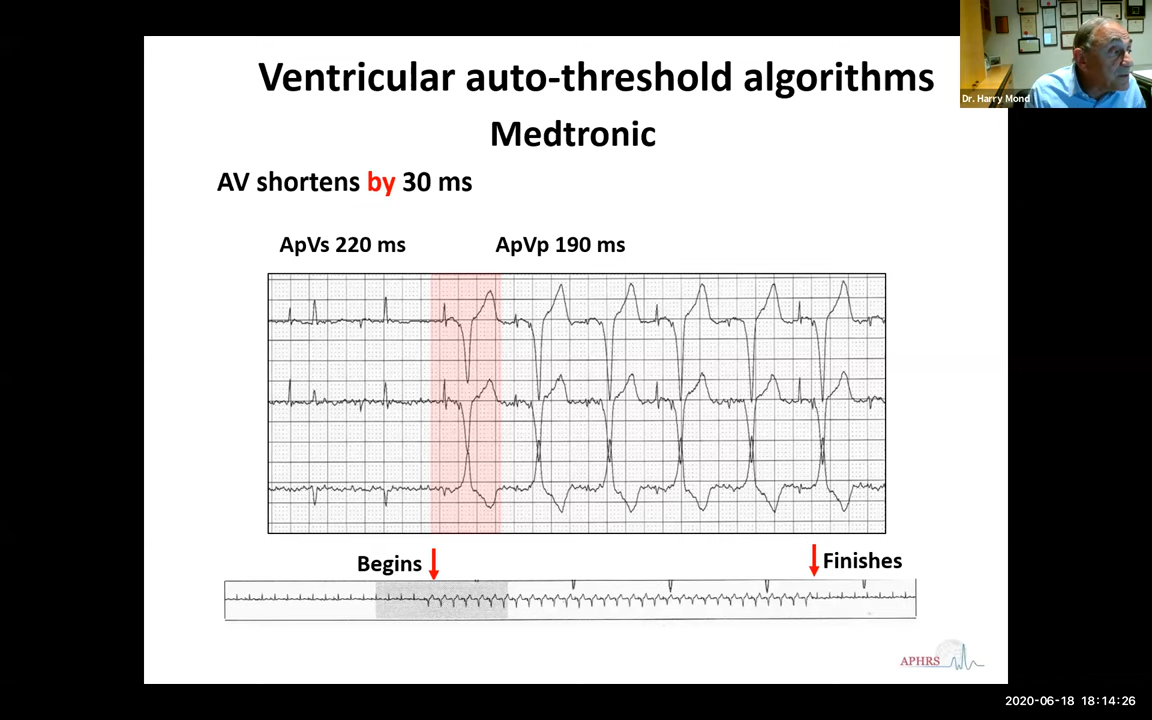 Ventricular auto-threshold algorithms
Medtronic
AV shortens by 30 ms
ApVs 220 ms
ApVp 190 ms
Begins
Finishes
APHRS
Dr. Harry Mond
2020-06-18 18:14:26